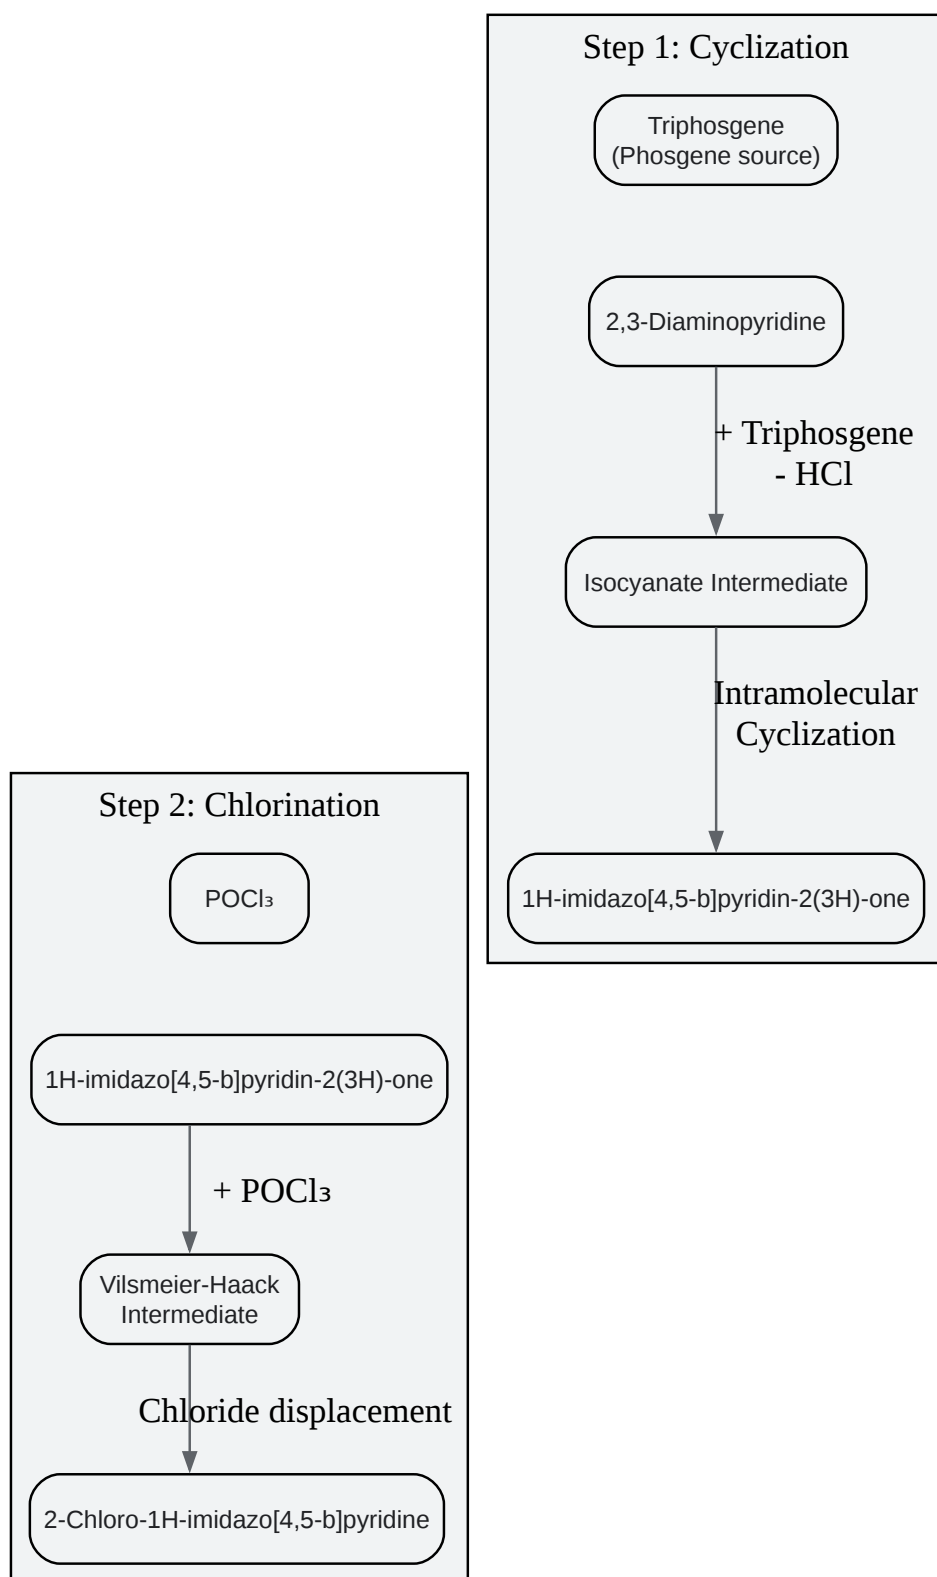 Step 1: Cyclization
Triphosgene
(Phosgene source)
2,3-Diaminopyridine
+ Triphosgene
- HCl
Isocyanate Intermediate
Intramolecular
Cyclization
1H-imidazo[4,5-b]pyridin-2(3H)-one
Step 2: Chlorination
POCl₃
1H-imidazo[4,5-b]pyridin-2(3H)-one
+ POCl₃
Vilsmeier-Haack
Intermediate
Chloride displacement
2-Chloro-1H-imidazo[4,5-b]pyridine